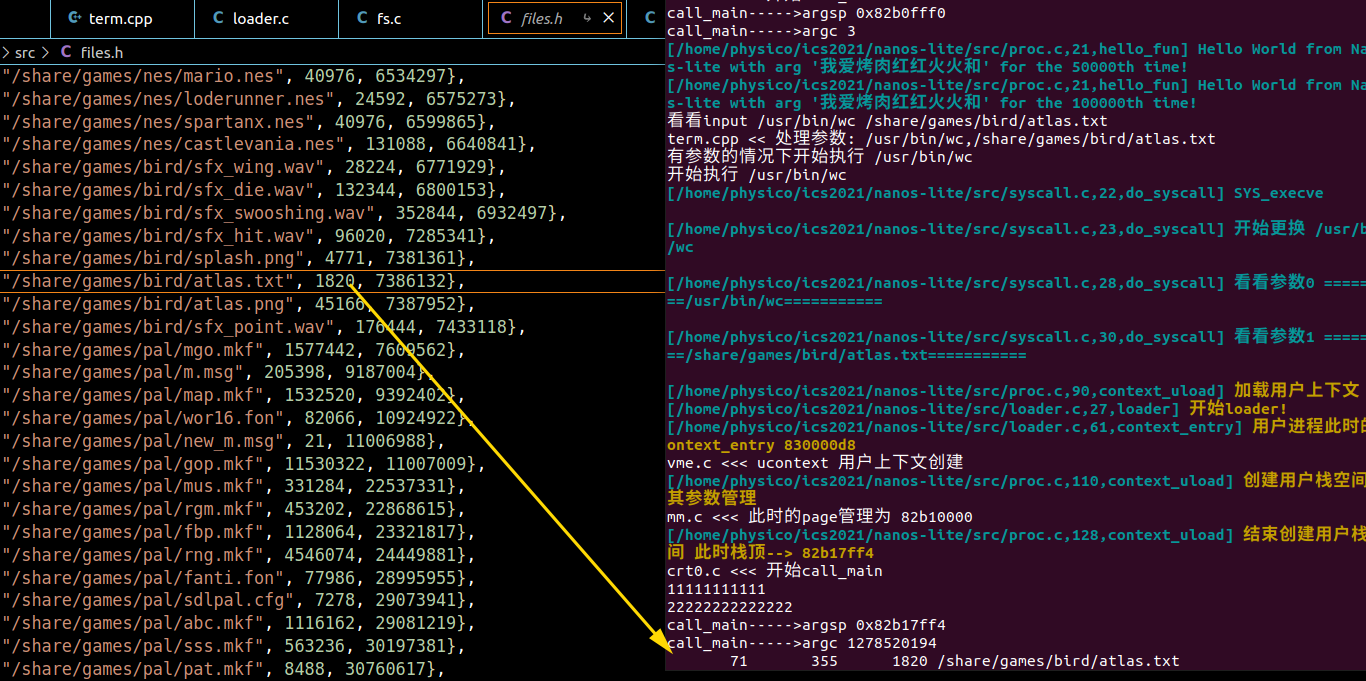 term.cpp
loader.c
fs.c
files.h
src
files.h
"/share/games/nes/mario.nes", 40976, 6534297},
"/share/games/nes/loderunner.nes", 24592, 6575273},
"/share/games/nes/spartanx.nes", 40976, 6599865},
"/share/games/nes/castlevania.nes", 131088, 6640841},
"/share/games/bird/sfx_wing.wav", 28224, 6771929},
"/share/games/bird/sfx_die.wav", 132344, 6800153},
"/share/games/bird/sfx_swooshing.wav", 352844, 6932497},
"/share/games/bird/sfx_hit.wav", 96020, 7285341},
"/share/games/bird/splash.png", 4771, 7381361},
"/share/games/bird/atlas.txt", 1820, 7386132},
"/share/games/bird/atlas.png", 45166, 7387952},
"/share/games/bird/sfx_point.wav", 176444, 7433118},
"/share/games/pal/mgo.mkf", 1577442, 7609562},
"/share/games/pal/m.msg", 205398, 9187004},
"/share/games/pal/map.mkf", 1532520, 9392402},
"/share/games/pal/wor16.fon", 82066, 10924922},
"/share/games/pal/new_m.msg", 21, 11006988},
"/share/games/pal/gop.mkf", 11530322, 11007009},
"/share/games/pal/mus.mkf", 331284, 22537331},
"/share/games/pal/rgm.mkf", 453202, 22868615},
"/share/games/pal/fbp.mkf", 1128064, 23321817},
"/share/games/pal/rng.mkf", 4546074, 24449881},
"/share/games/pal/fanti.fon", 77986, 28995955},
"/share/games/pal/sdlpal.cfg", 7278, 29073941},
"/share/games/pal/abc.mkf", 1116162, 29081219},
"/share/games/pal/sss.mkf", 563236, 30197381},
"/share/games/pal/pat.mkf", 8488, 30760617},
call_main----->argsp 0x82b0fff0
call_main----->argc 3
[/home/physico/ics2021/nanos-lite/src/proc.c,21,hello_fun] Hello World from Na
s-lite with arg '我爱烤肉红红火火和' for the 50000th time!
[/home/physico/ics2021/nanos-lite/src/proc.c,21,hello_fun] Hello World from Na
s-lite with arg '我爱烤肉红红火火和' for the 100000th time!
看看input /usr/bin/wc /share/games/bird/atlas.txt
term.cpp << 处理参数: /usr/bin/wc,/share/games/bird/atlas.txt
有参数的情况下开始执行 /usr/bin/wc
开始执行 /usr/bin/wc
[/home/physico/ics2021/nanos-lite/src/syscall.c,22,do_syscall] SYS_execve
[/home/physico/ics2021/nanos-lite/src/syscall.c,23,do_syscall] 开始更换 /usr/b
/wc
[/home/physico/ics2021/nanos-lite/src/syscall.c,28,do_syscall] 看看参数0 =====
=/usr/bin/wc===========
[/home/physico/ics2021/nanos-lite/src/syscall.c,30,do_syscall] 看看参数1 =====
=/share/games/bird/atlas.txt===========
[/home/physico/ics2021/nanos-lite/src/proc.c,90,context_uload] 加载用户上下文
[/home/physico/ics2021/nanos-lite/src/loader.c,27,loader] 开始loader!
[/home/physico/ics2021/nanos-lite/src/loader.c,61,context_entry] 用户进程此时的
ontext_entry 830000d8
vme.c <<< ucontext 用户上下文创建
[/home/physico/ics2021/nanos-lite/src/proc.c,110,context_uload] 创建用户栈空间
其参数管理
mm.c <<< 此时的page管理为 82b10000
[/home/physico/ics2021/nanos-lite/src/proc.c,128,context_uload] 结束创建用户栈
间 此时栈顶--> 82b17ff4
crt0.c <<< 开始call_main
11111111111
22222222222222
call_main----->argsp 0x82b17ff4
call_main----->argc 1278520194
71 355 1820 /share/games/bird/atlas.txt